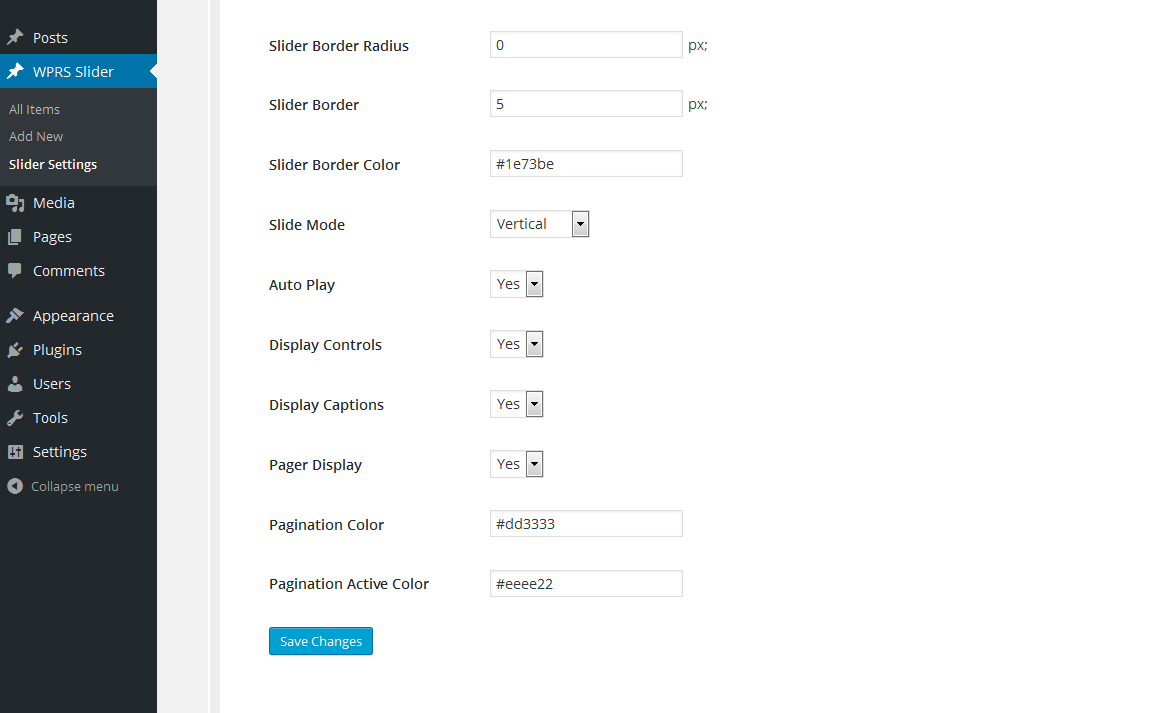 Posts
WPRS Slider
All Items
Add New
Slider Settings
Media
Pages
Comments
Appearance
Plugins
Users
Tools
Settings
Collapse menu
Slider Border Radius 0 px;
Slider Border 5 px;
Slider Border Color #1e73be
Slide Mode Vertical
Auto Play Yes
Display Controls Yes
Display Captions Yes
Pager Display Yes
Pagination Color #dd3333
Pagination Active Color #eeee22
Save Changes